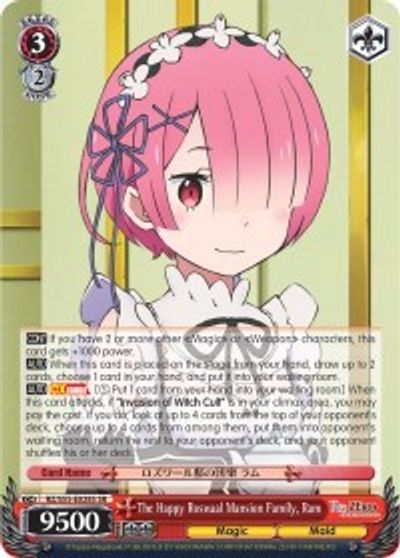 3
2
CONT If you have 2 or more other «Magic» or «Weapon» characters, this
card gets +1000 power.
AUTO When this card is placed on the stage from your hand, draw up to 2
cards, choose 1 card in your hand, and put it into your waiting room.
AUTO [Put 1 card from your hand into your waiting room] When
this card attacks, if "Invasion of Witch Cult" is in your climax area, you may
pay the cost. If you do, look at up to 4 cards from the top of your opponent's
deck, choose up to 4 cards from among them, put them into your opponent's
waiting room, return the rest to your opponent's deck, and your opponent
shuffles his or her deck.
Card Name
ロズワール邸の団欒 ラム
The Happy Roswaal Mansion Family, Ram
9500
Magic
Maid